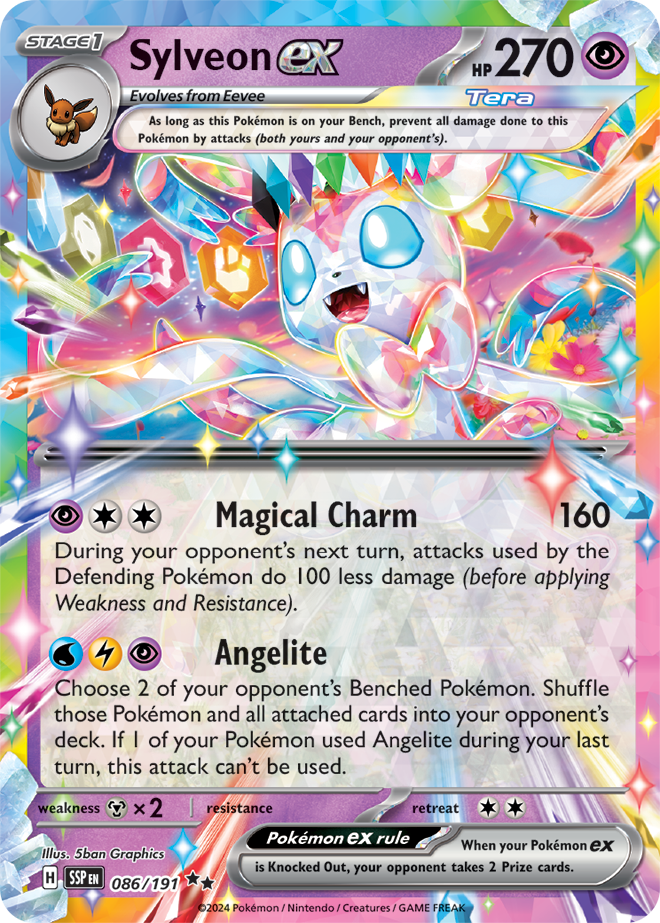 STAGE 1
Sylveon ex
HP 270
Evolves from Eevee
Tera
As long as this Pokémon is on your Bench, prevent all damage done to this
Pokémon by attacks (both yours and your opponent's).
Magical Charm 160
During your opponent's next turn, attacks used by the
Defending Pokémon do 100 less damage (before applying
Weakness and Resistance).
Angelite
Choose 2 of your opponent's Benched Pokémon. Shuffle
those Pokémon and all attached cards into your opponent's
deck. If 1 of your Pokémon used Angelite during your last
turn, this attack can't be used.
weakness ×2 resistance retreat
Illus. 5ban Graphics
Pokémon ex rule
When your Pokémon ex
is Knocked Out, your opponent takes 2 Prize cards.
H SSP EN 086/191 ★★
©2024 Pokémon / Nintendo / Creatures / GAME FREAK